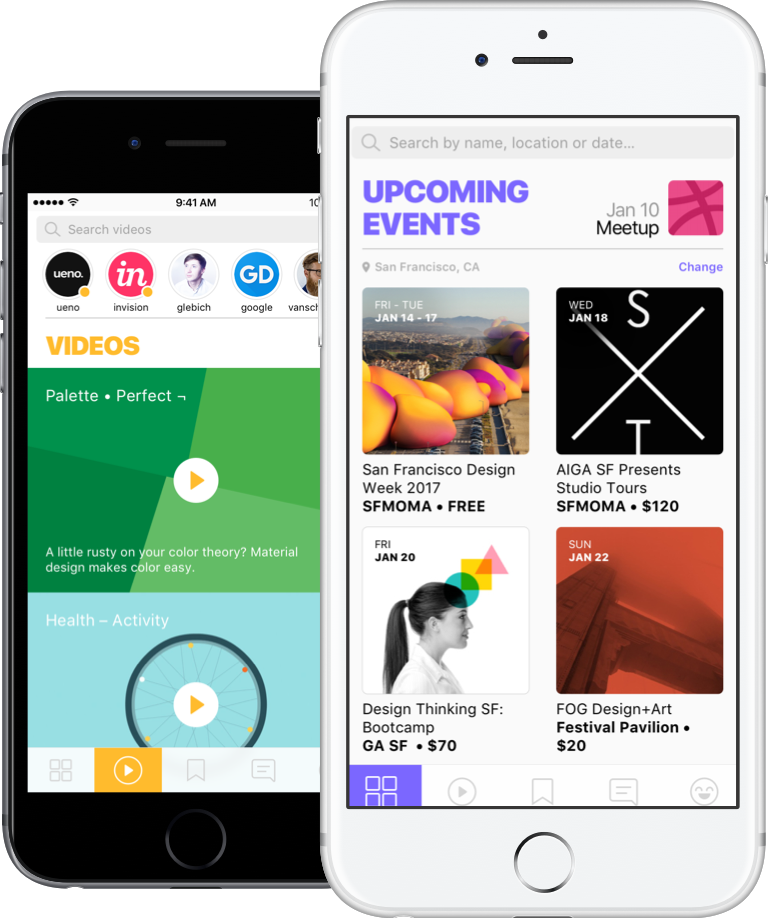 9:41 AM
Search videos
ueno.
in
GD
ueno
invision
glebich
google
VIDEOS
Palette • Perfect ¬
A little rusty on your color theory? Material
design makes color easy.
Health – Activity
Search by name, location or date...
UPCOMING
EVENTS
Jan 10
Meetup
San Francisco, CA
Change
FRI - TUE
JAN 14 - 17
San Francisco Design
Week 2017
SFMOMA • FREE
WED
JAN 18
S
T
AIGA SF Presents
Studio Tours
SFMOMA • $120
FRI
JAN 20
Design Thinking SF:
Bootcamp
GA SF • $70
SUN
JAN 22
FOG Design+Art
Festival Pavilion •
$20